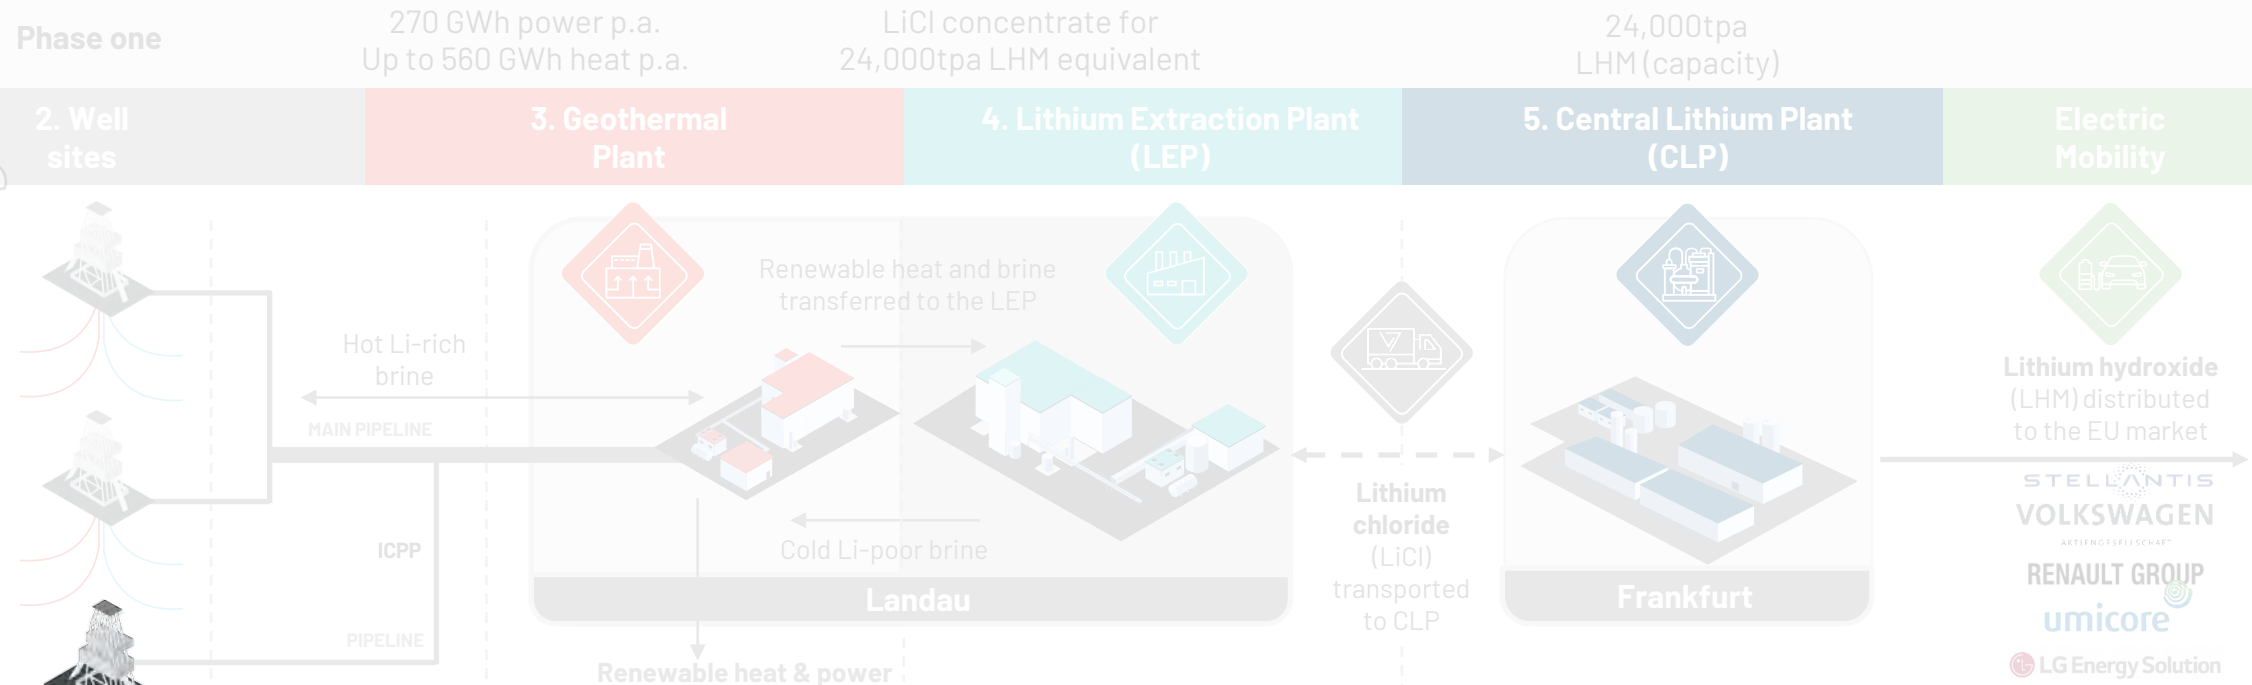 Phase one
270 GWh power p.a.
Up to 560 GWh heat p.a.
LiCl concentrate for
24,000tpa LHM equivalent
24,000tpa
LHM (capacity)
2. Well
sites
3. Geothermal
Plant
4. Lithium Extraction Plant
(LEP)
5. Central Lithium Plant
(CLP)
Electric
Mobility
Hot Li-rich
brine
MAIN PIPELINE
ICPP
PIPELINE
Renewable heat and brine
transferred to the LEP
Cold Li-poor brine
Landau
Renewable heat & power
Lithium
chloride
(LiCl)
transported
to CLP
Frankfurt
Lithium hydroxide
(LHM) distributed
to the EU market
STELLANTIS
VOLKSWAGEN
AKTIENGESELLSCHAFT
RENAULT GROUP
umicore
LG Energy Solution